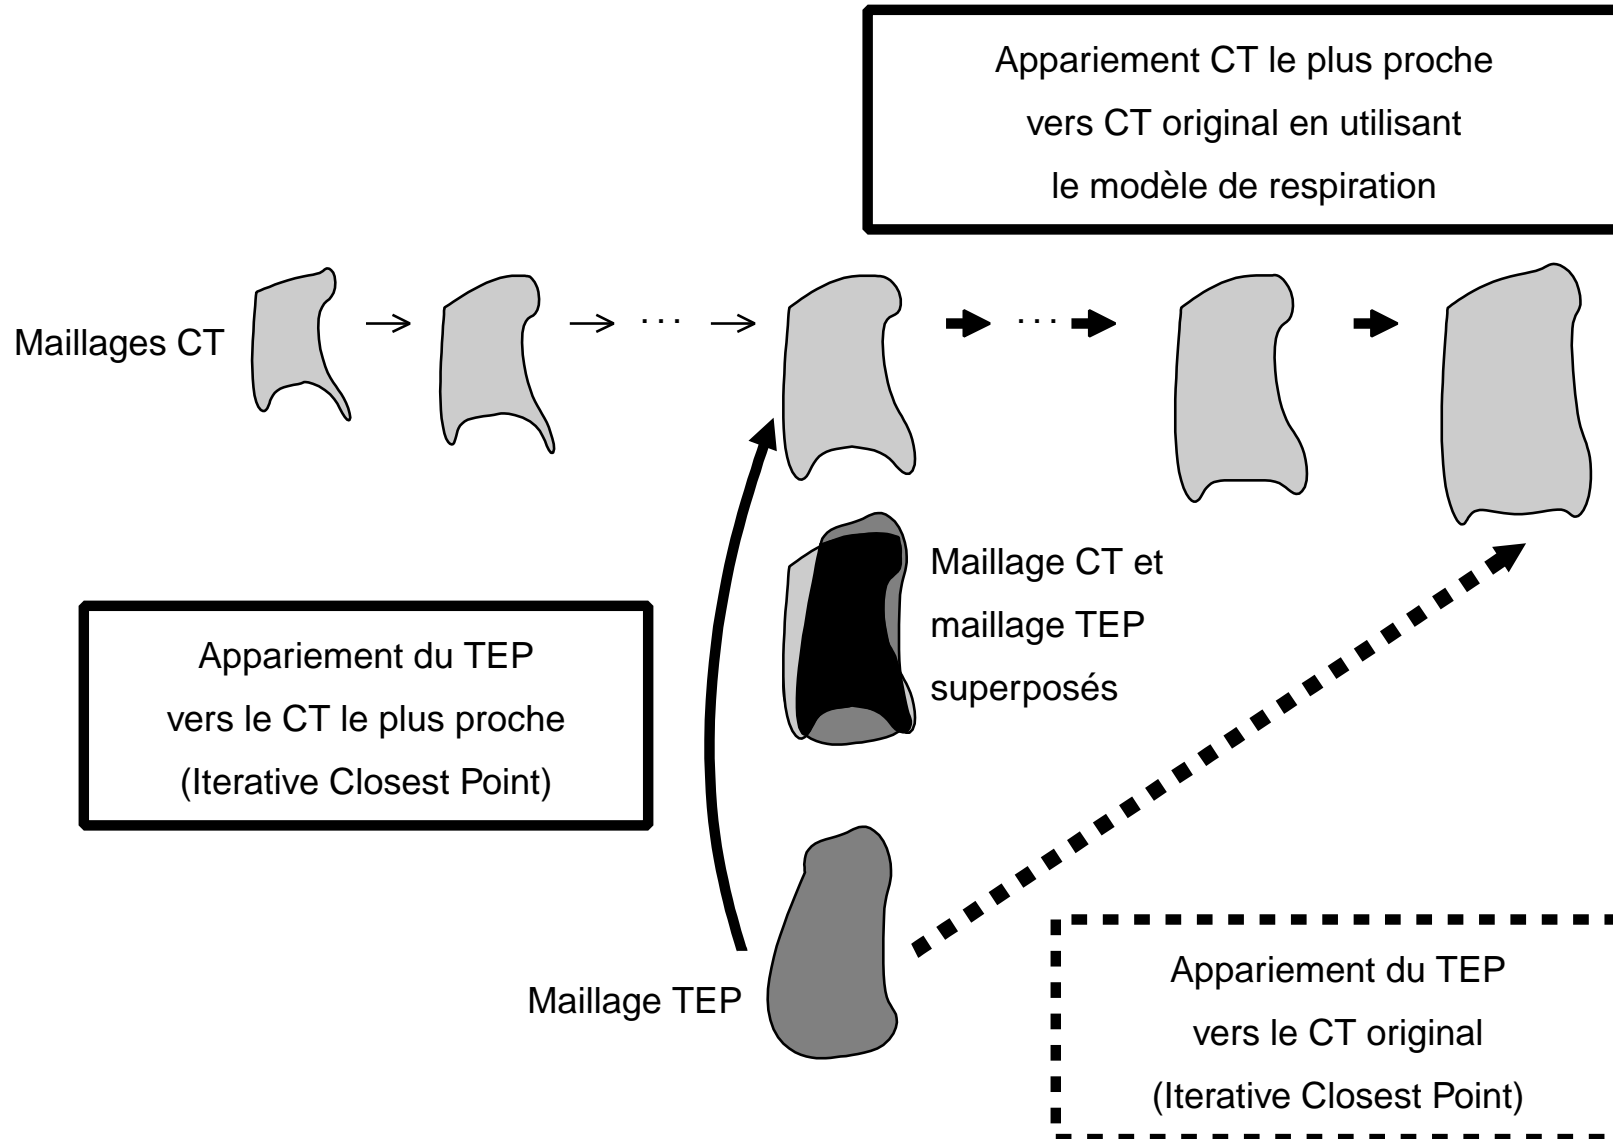 Appariement CT le plus proche
vers CT original en utilisant
le modèle de respiration
Maillages CT
. . .
. . .
Maillage CT et
maillage TEP
superposés
Appariement du TEP
vers le CT le plus proche
(Iterative Closest Point)
Maillage TEP
Appariement du TEP
vers le CT original
(Iterative Closest Point)